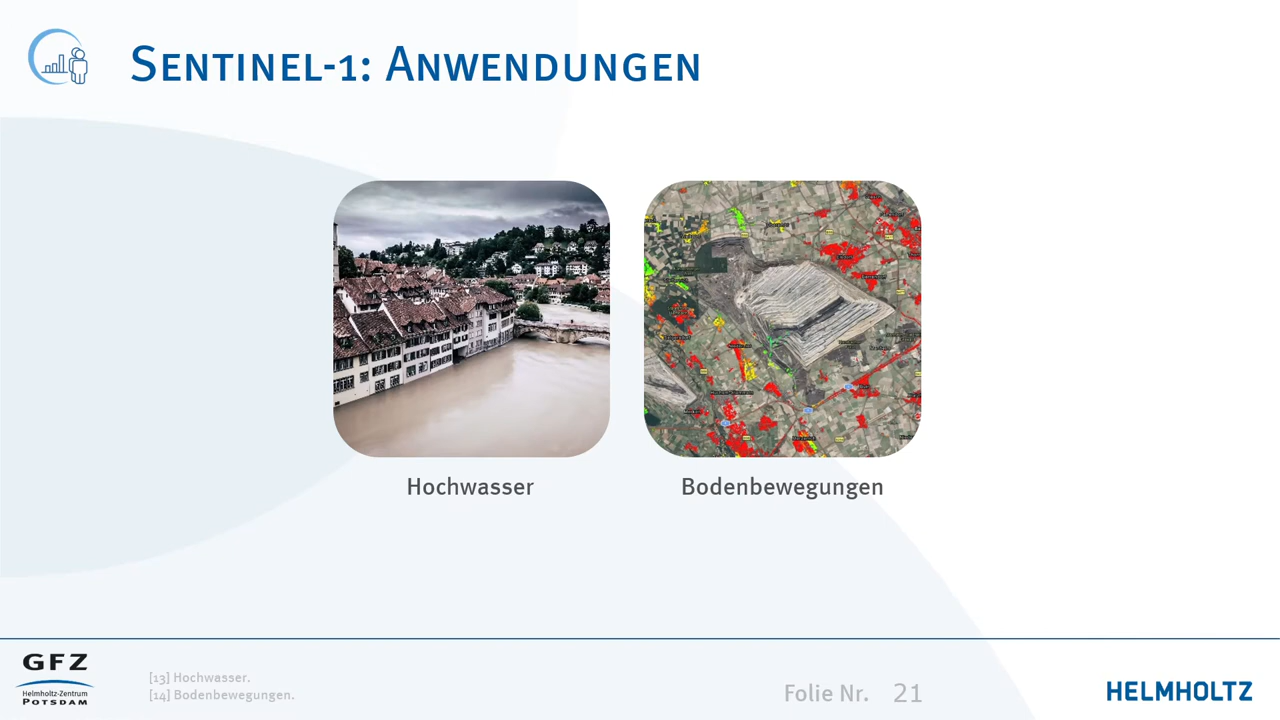 Sentinel-1: Anwendungen
Hochwasser
Bodenbewegungen
GFZ
Helmholtz-Zentrum
Potsdam
[13] Hochwasser.
[14] Bodenbewegungen.
Folie Nr. 21
HELMHOLTZ